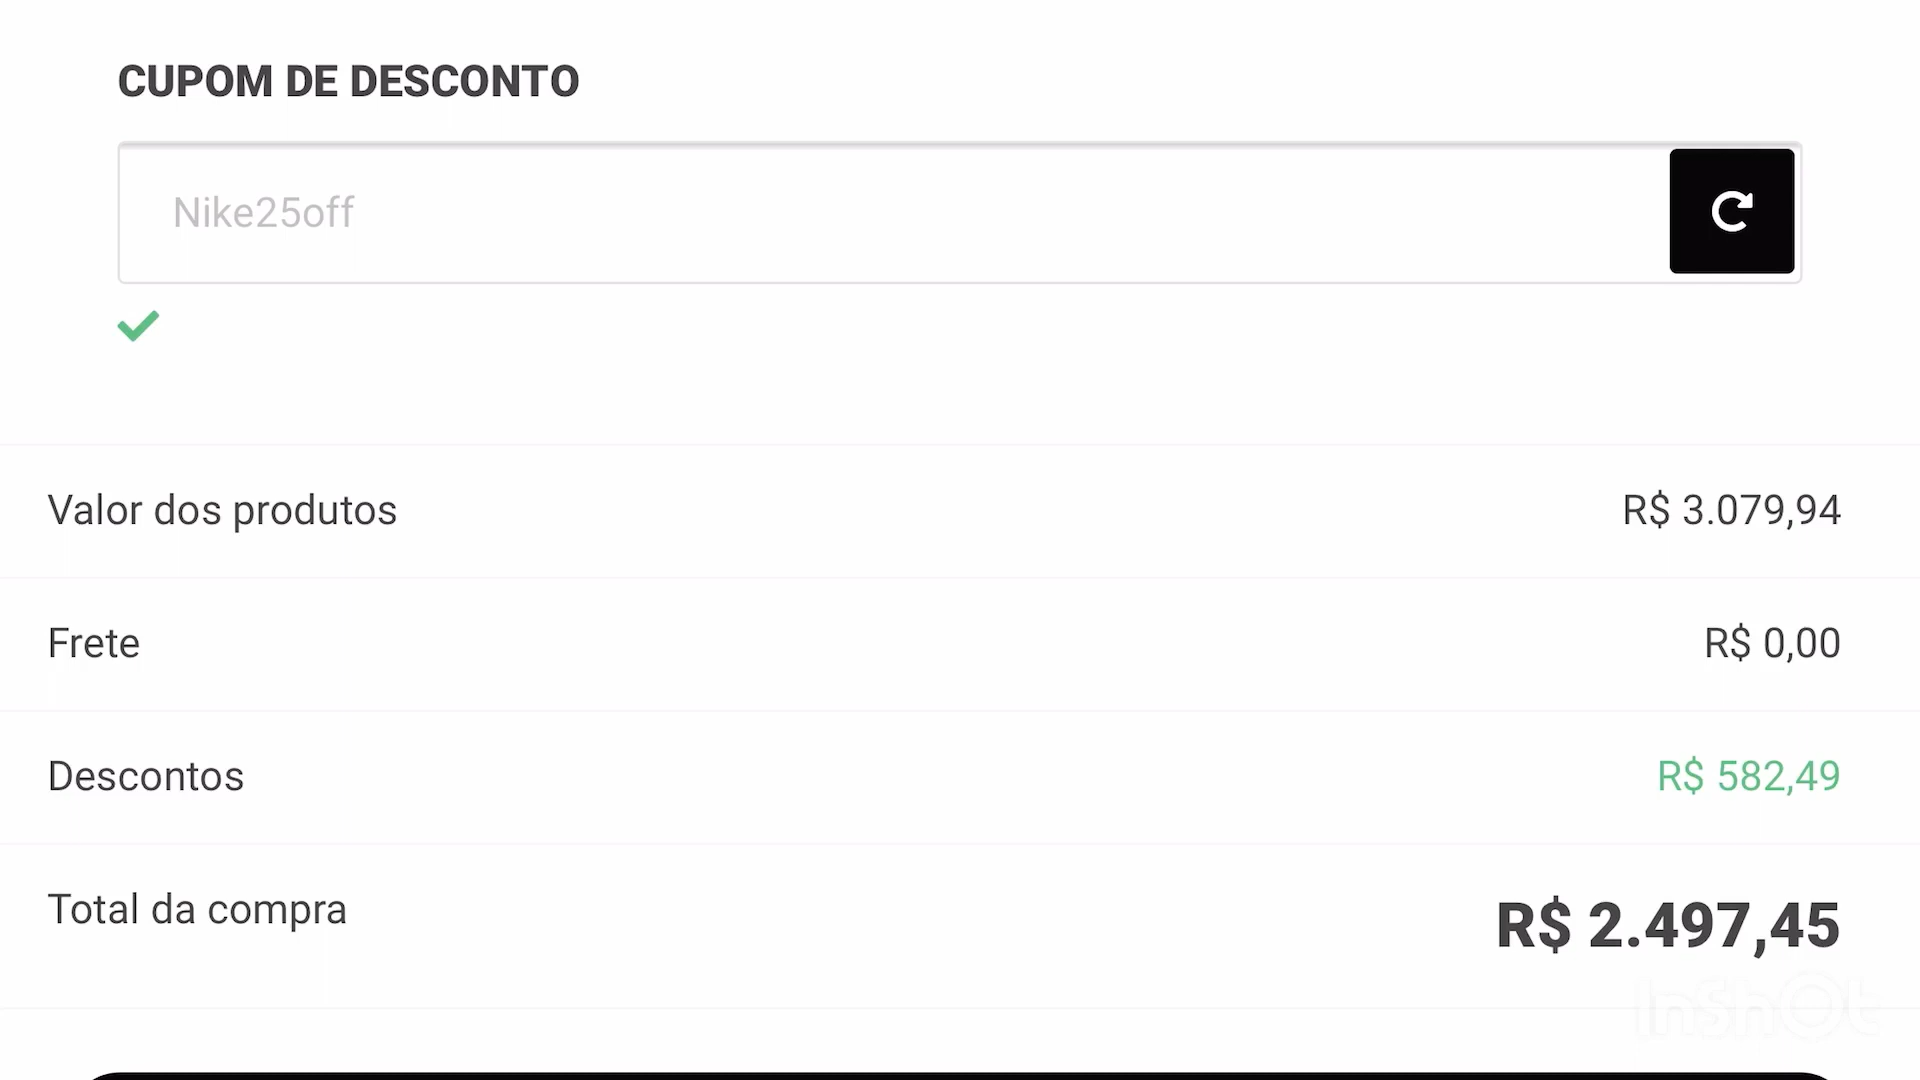 CUPOM DE DESCONTO
Nike25off
Valor dos produtos R$ 3.079,94
Frete R$ 0,00
Descontos R$ 582,49
Total da compra R$ 2.497,45
InShOt